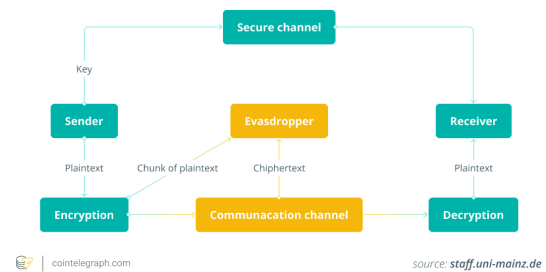 Secure channel
Key
Sender
Evasdropper
Receiver
Plaintext
Chunk of plaintext
Chiphertext
Plaintext
Encryption
Communacation channel
Decryption
cointelegraph.com
source: staff.uni-mainz.de